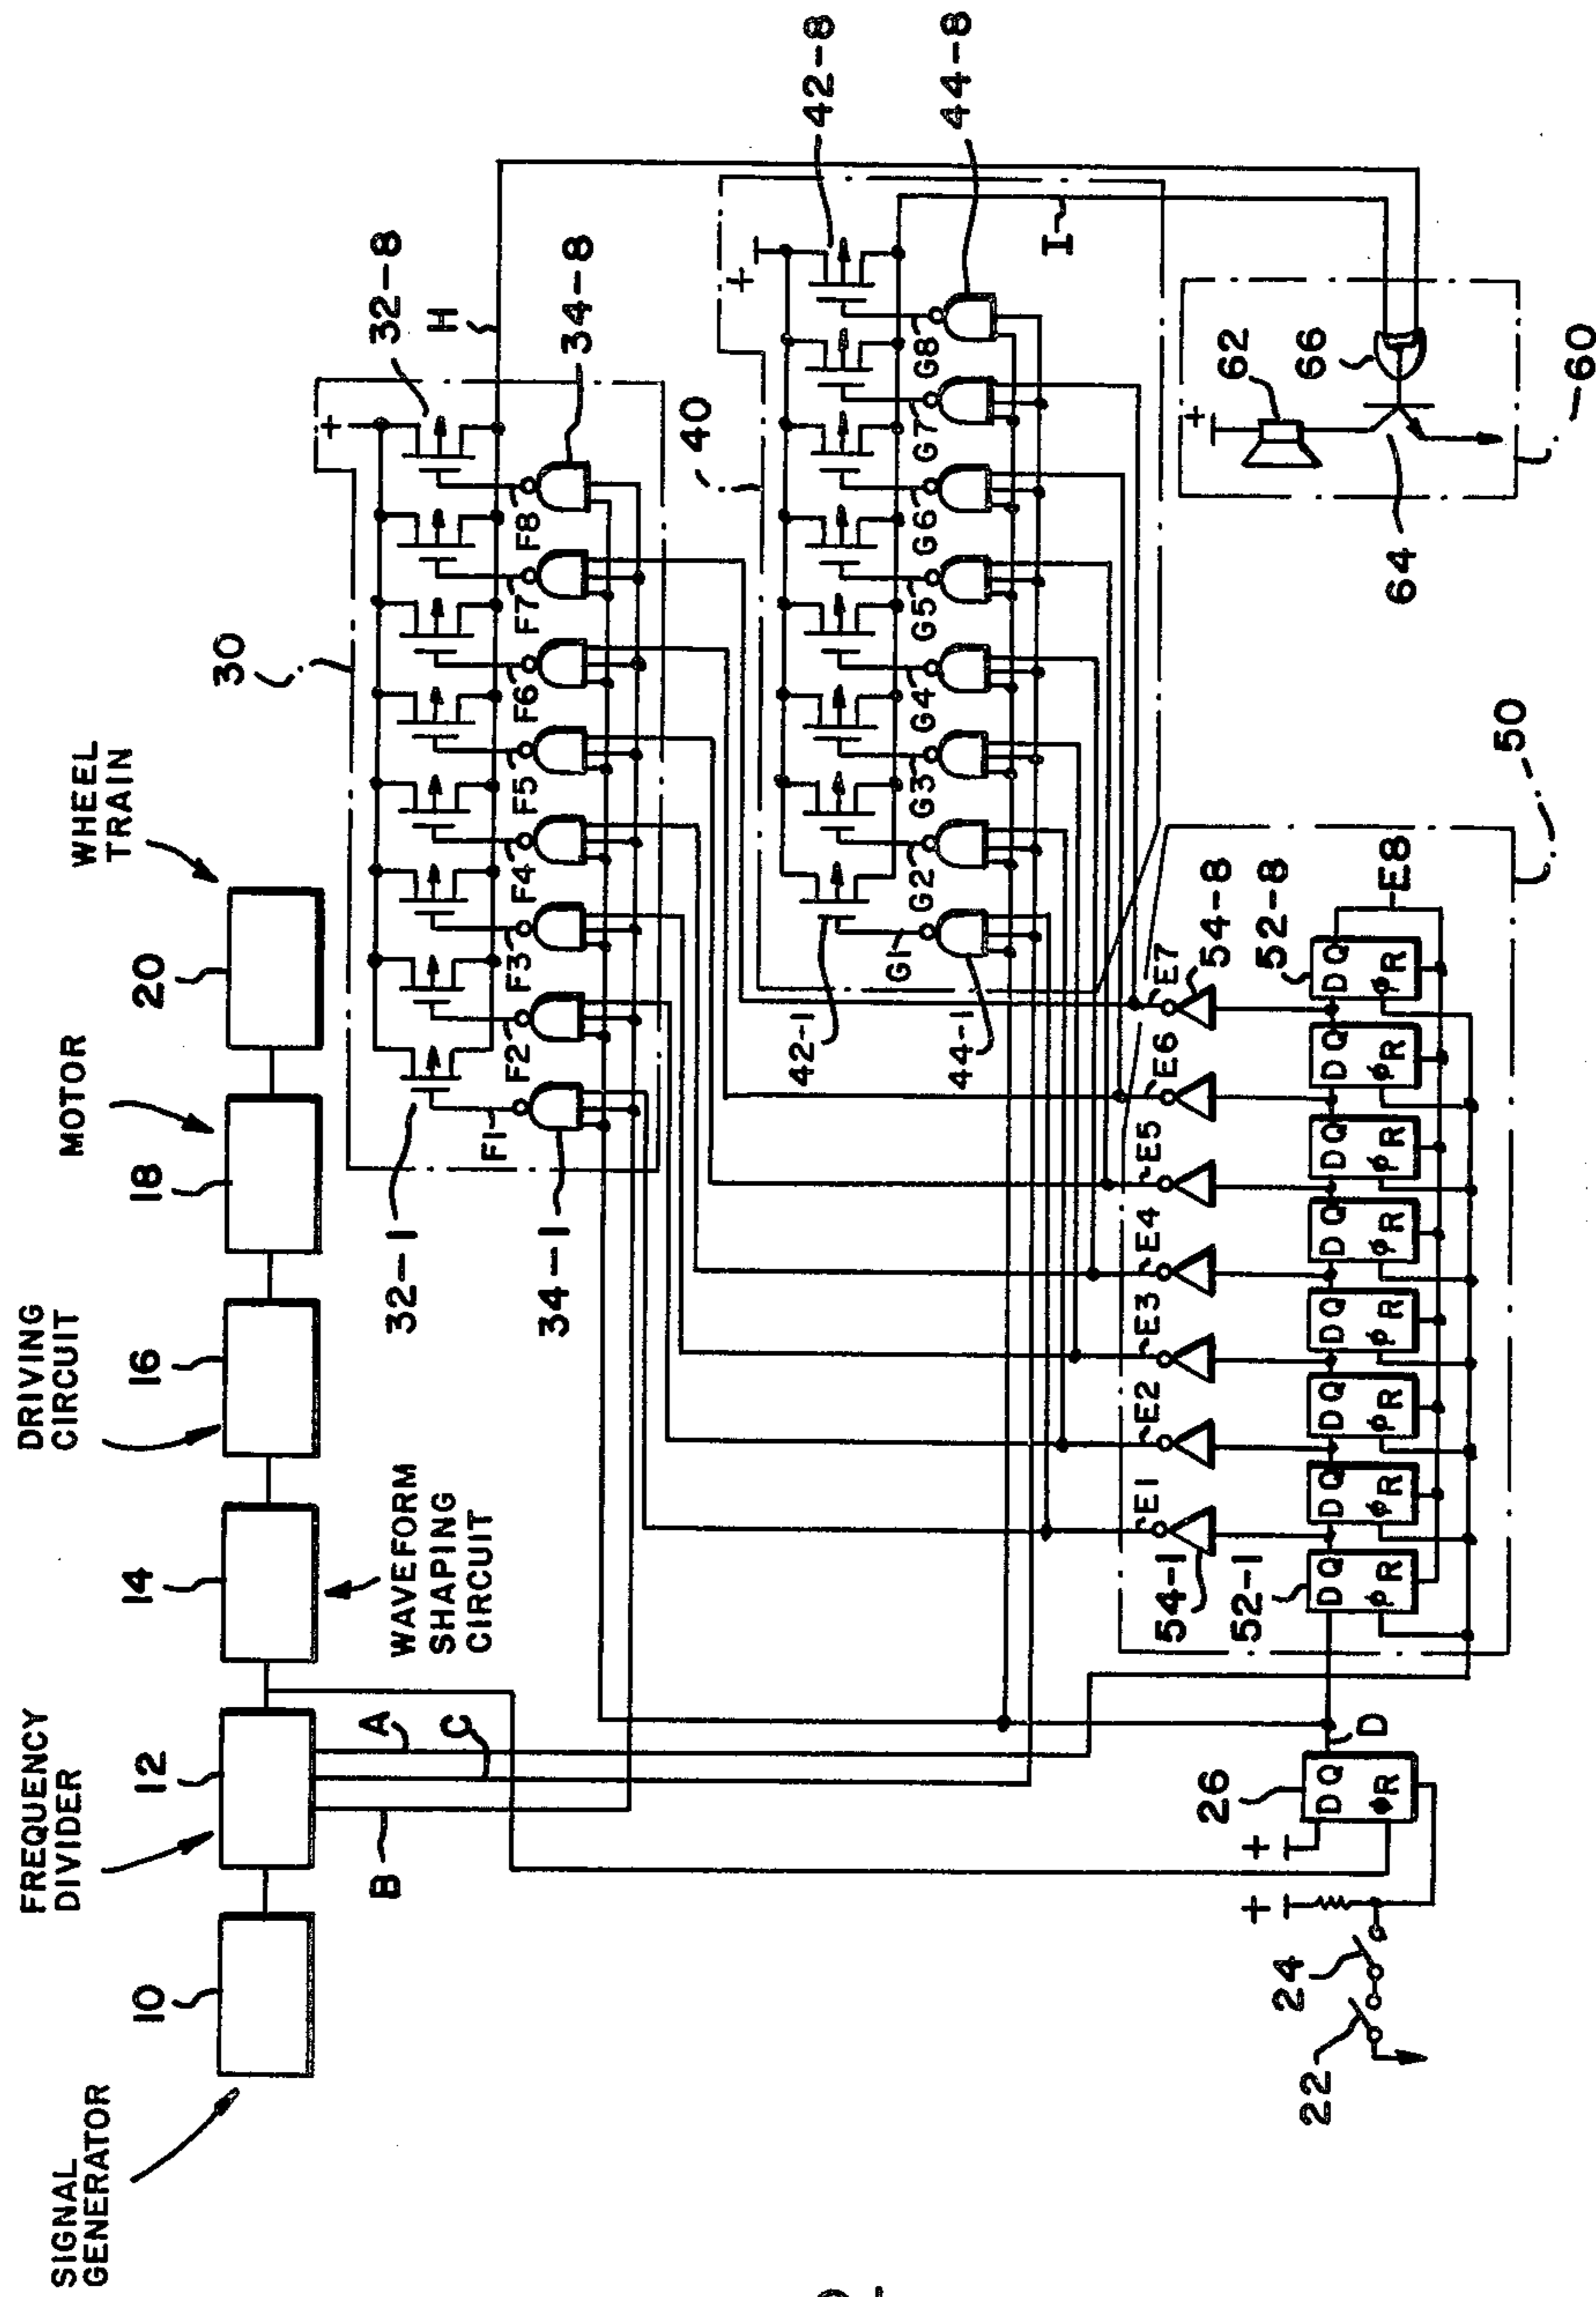 SIGNAL
GENERATOR
10
FREQUENCY
DIVIDER
12
14
WAVEFORM
SHAPING
CIRCUIT
DRIVING
CIRCUIT
16
MOTOR
18
WHEEL
TRAIN
20
A
C
B
30
32-1
32-8
H
34-1
34-8
F1
F2
F3
F4
F5
F6
F7
F8
+
40
42-1
42-8
44-1
44-8
G1
G2
G3
G4
G5
G6
G7
G8
+
I
E1
E2
E3
E4
E5
E6
E7
E8
54-1
54-8
52-1
52-8
50
D Q
φ R
D Q
φ R
D Q
φ R
D Q
φ R
D Q
φ R
D Q
φ R
D Q
φ R
D Q
φ R
22
24
+
+
26
D Q
φ R
D
+
62
66
64
60